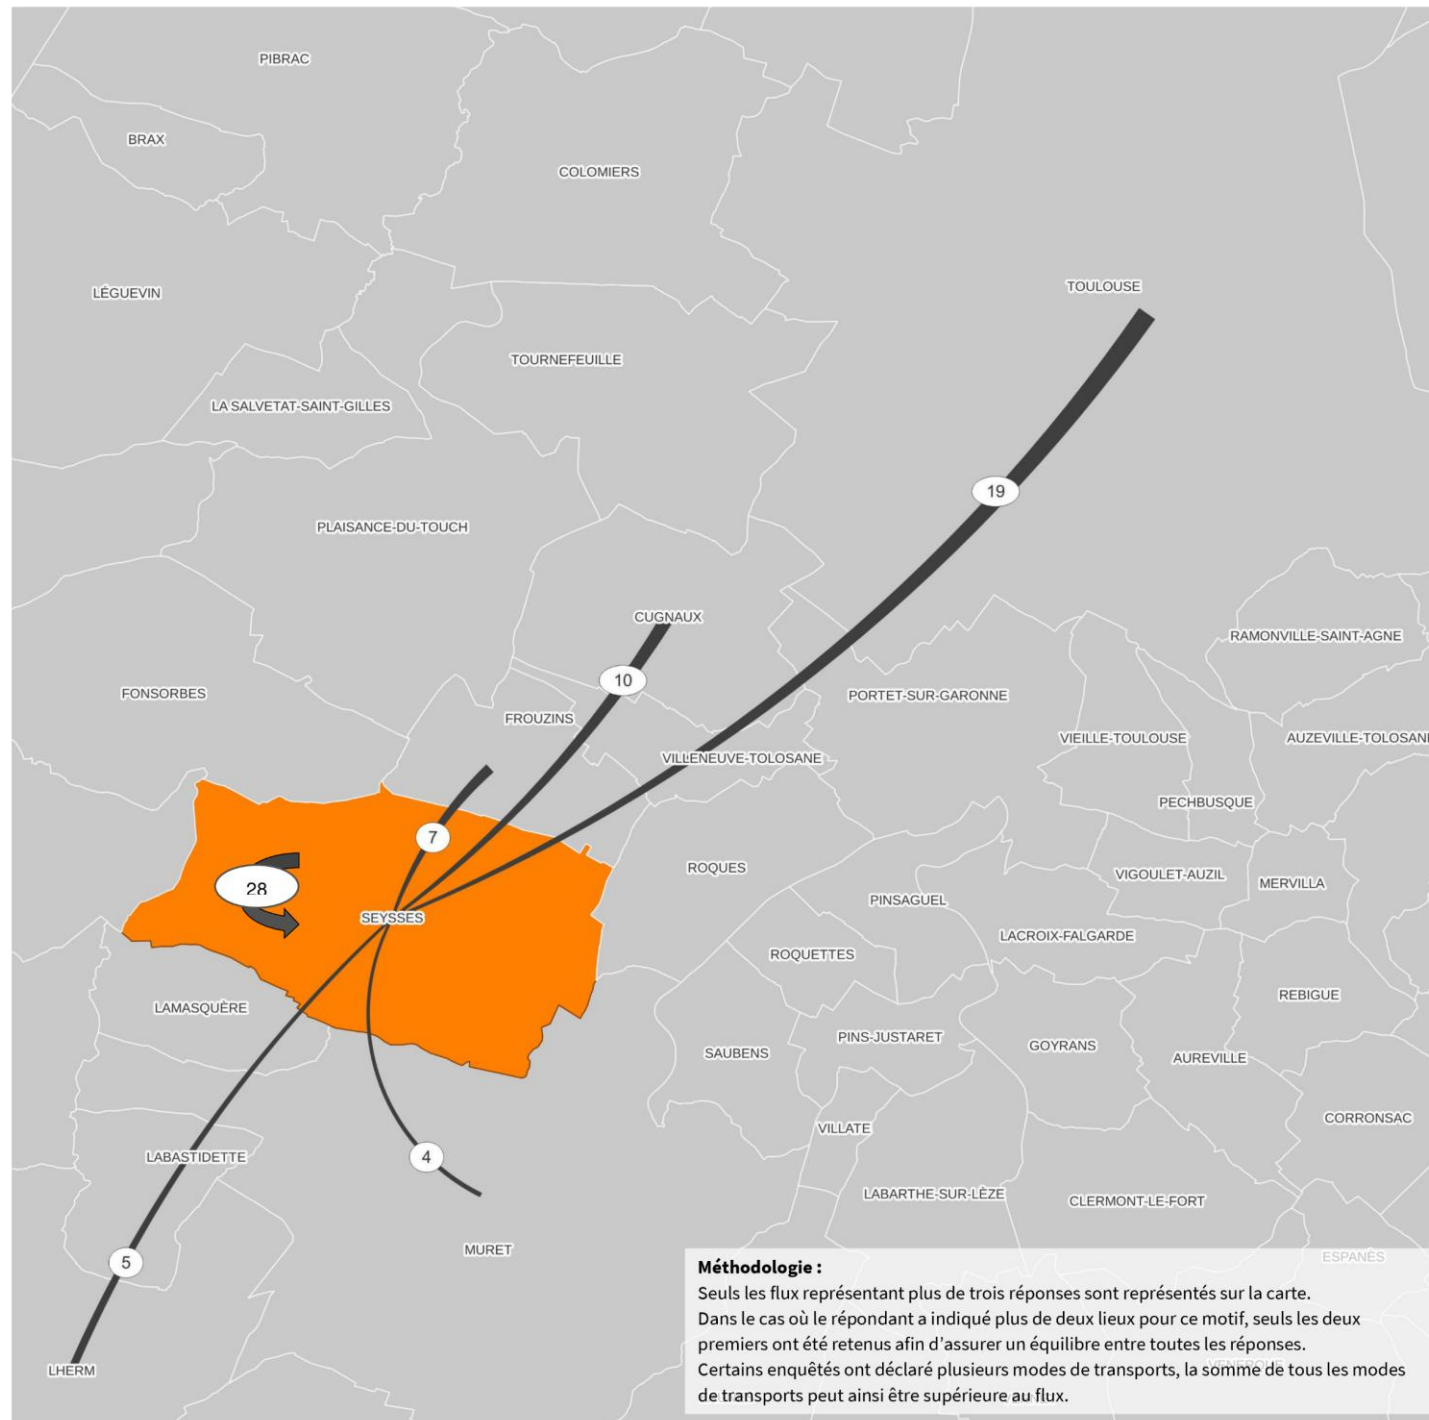 PIBRAC
BRAX
COLOMIERS
TOULOUSE
LÉGUEVIN
TOURNEFEUILLE
LA SALVETAT-SAINT-GILLES
19
PLAISANCE-DU-TOUCH
CUGNAUX
RAMONVILLE-SAINT-AGNE
10
FONSORBES
PORTET-SUR-GARONNE
FROUZINS
VIEILLE-TOULOUSE
AUZEVILLE-TOLOSAN
VILLENEUVE-TOLOSANE
PECHBUSQUE
7
ROQUES
VIGOULET-AUZIL
MERVILLA
28
PINSAGUEL
SEYSSES
LACROIX-FALGARDE
ROQUETTES
REBIGUE
LAMASQUÈRE
PINS-JUSTARET
GOYRANS
SAUBENS
AUREVILLE
CORRONSAC
VILLATE
LABASTIDETTE
4
LABARTHE-SUR-LÈZE
CLERMONT-LE-FORT
MURET
ESPANÈS
5
LHERM
Méthodologie :
Seuls les flux représentant plus de trois réponses sont représentés sur la carte.
Dans le cas où le répondant a indiqué plus de deux lieux pour ce motif, seuls les deux
premiers ont été retenus afin d'assurer un équilibre entre toutes les réponses.
Certains enquêtés ont déclaré plusieurs modes de transports, la somme de tous les modes
de transports peut ainsi être supérieure au flux.